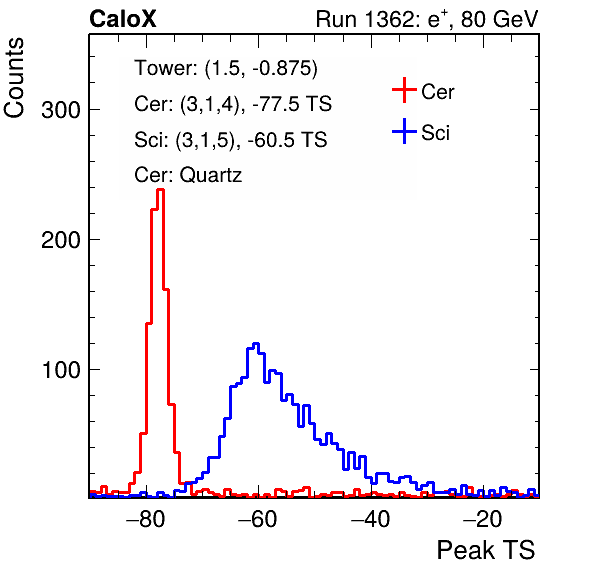 CaloX Run 1362: e⁺, 80 GeV
Counts
Tower: (1.5, -0.875)
Cer: (3,1,4), -77.5 TS
Sci: (3,1,5), -60.5 TS
Cer: Quartz
Cer
Sci
300
200
100
−80 −60 −40 −20
Peak TS